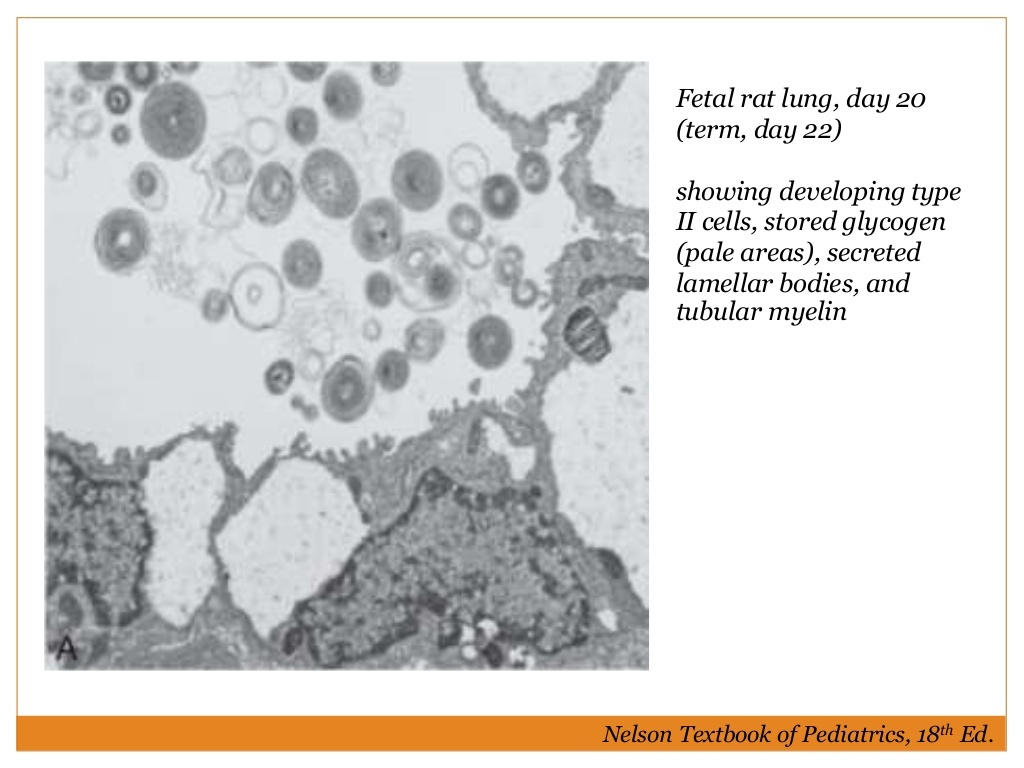 Fetal rat lung, day 20
(term, day 22)
showing developing type
II cells, stored glycogen
(pale areas), secreted
lamellar bodies, and
tubular myelin
A
Nelson Textbook of Pediatrics, 18th Ed.